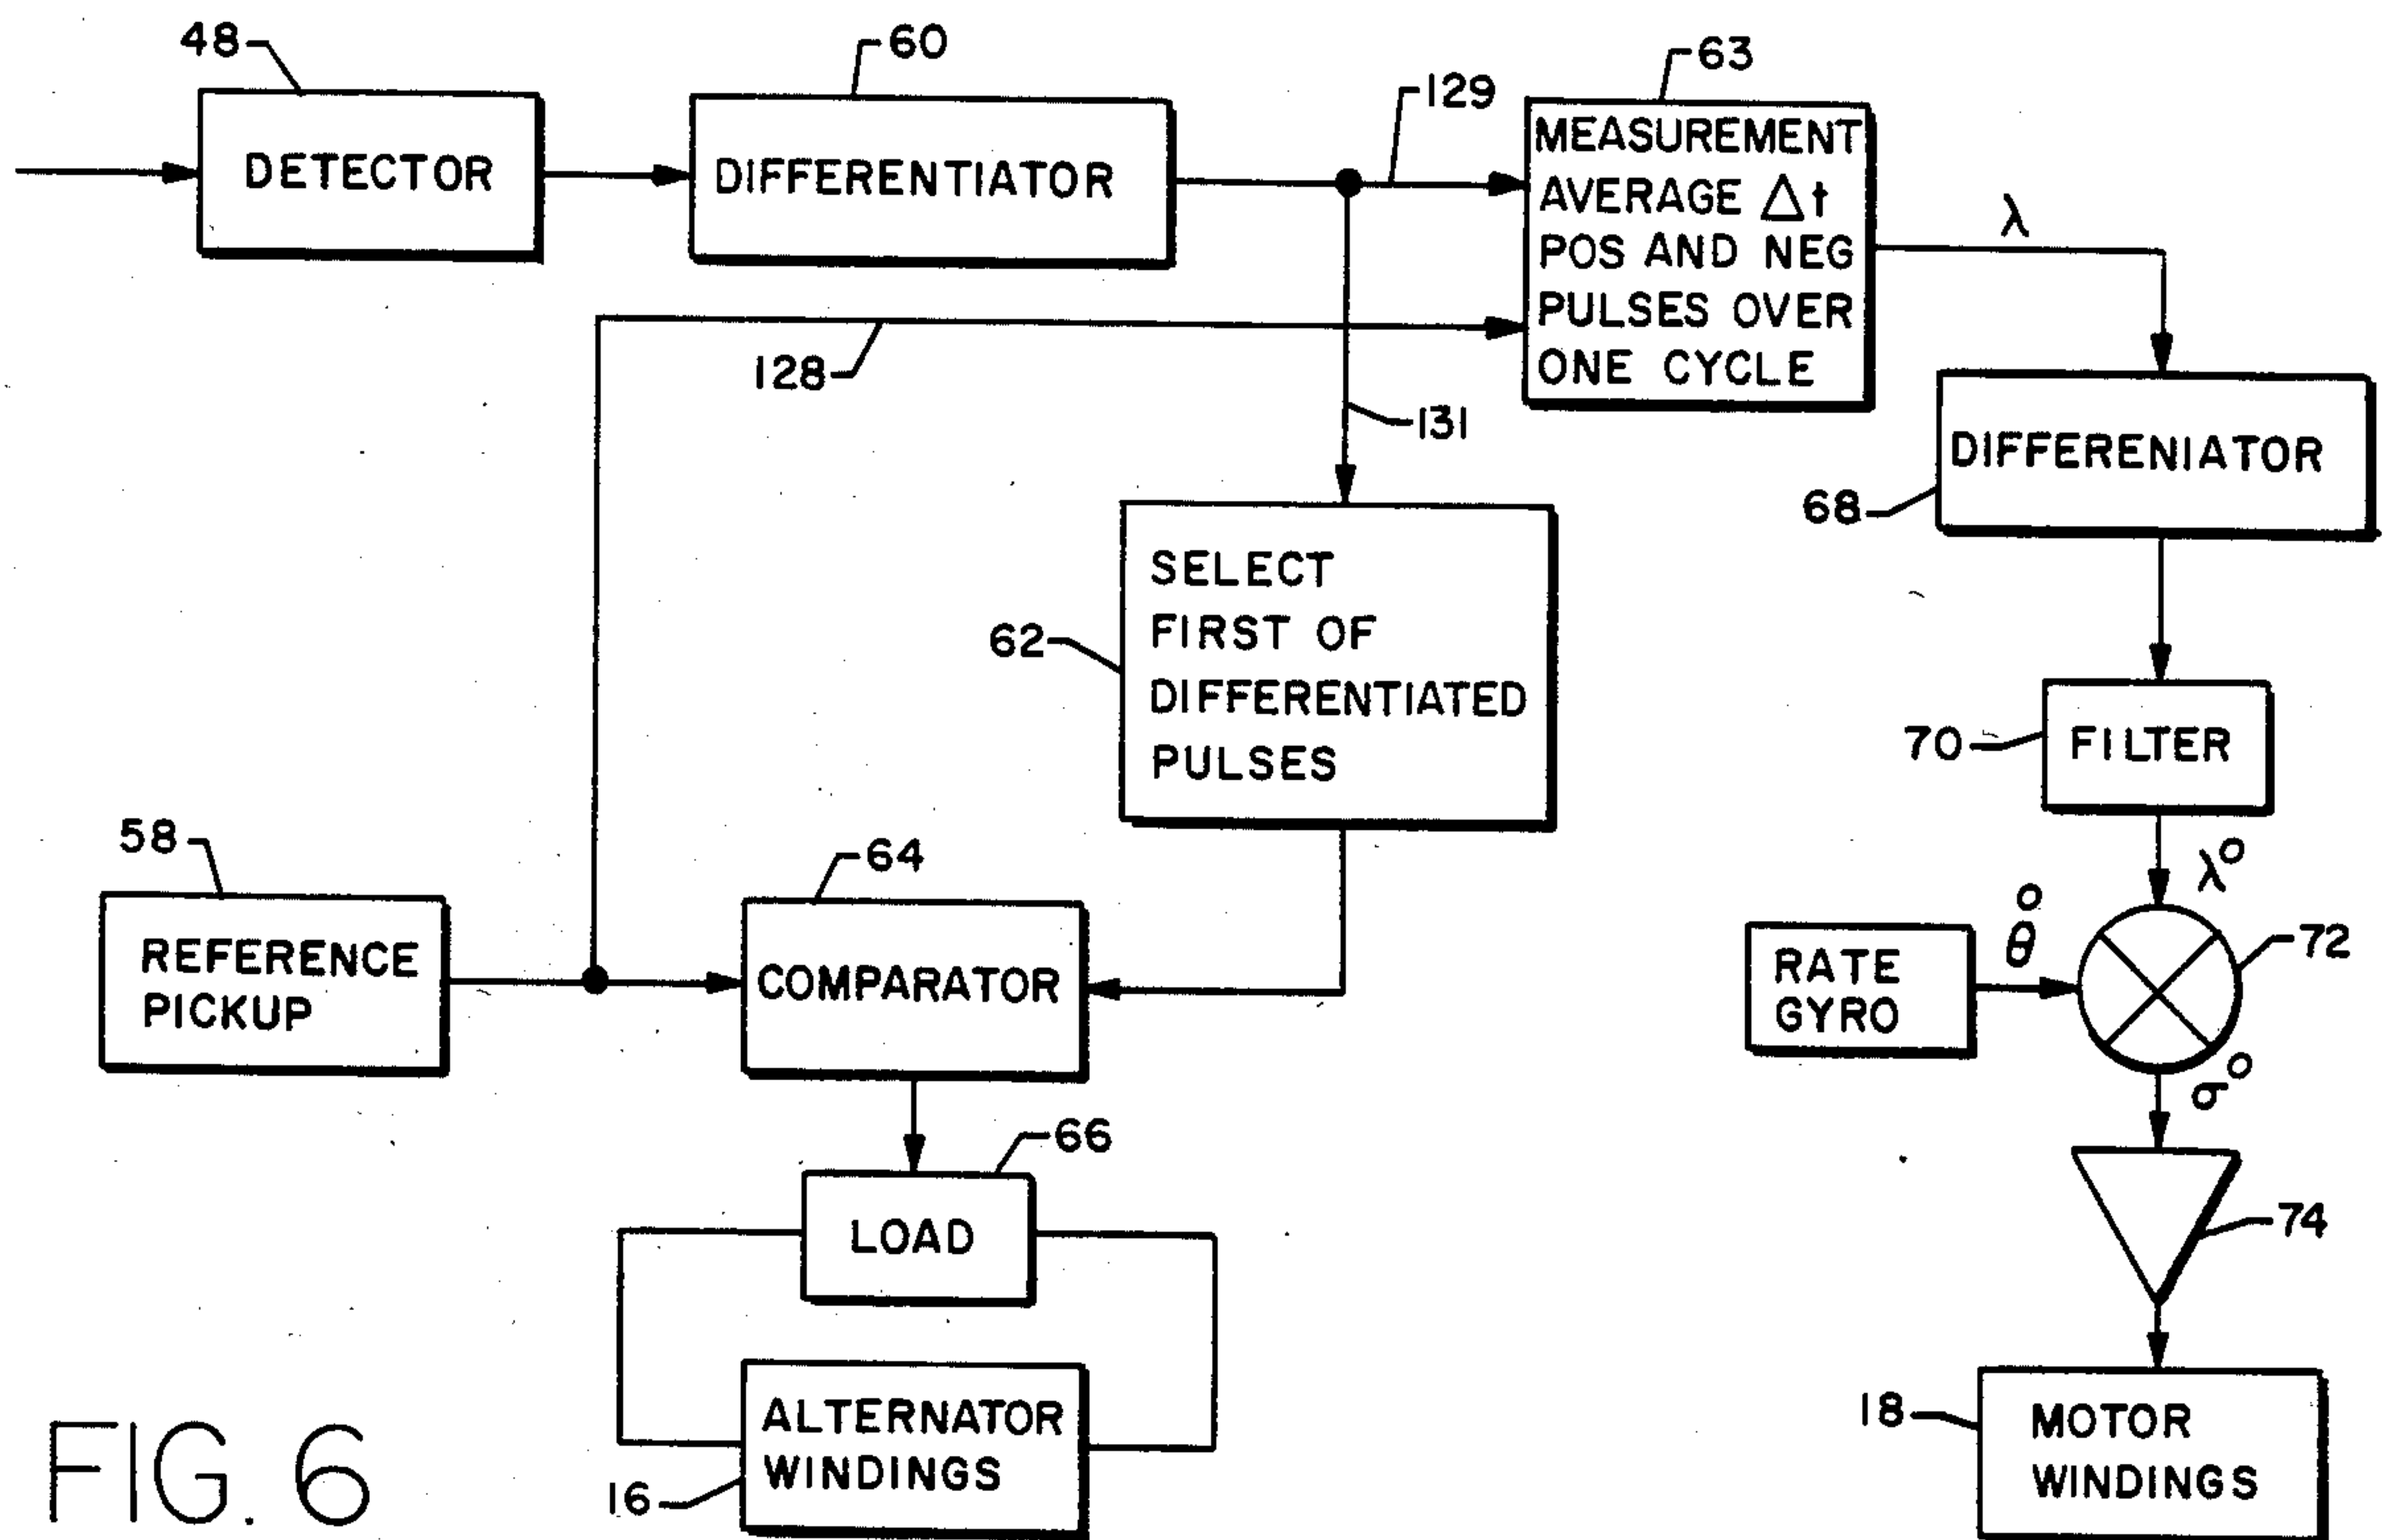 48
60
63
129
DETECTOR
DIFFERENTIATOR
MEASUREMENT
AVERAGE Δt
POS AND NEG
PULSES OVER
ONE CYCLE
λ
128
131
DIFFERENIATOR
68
SELECT
FIRST OF
DIFFERENTIATED
PULSES
62
70
FILTER
58
64
λ°
θ°
72
REFERENCE
PICKUP
COMPARATOR
RATE
GYRO
σ°
66
LOAD
74
ALTERNATOR
WINDINGS
16
18
MOTOR
WINDINGS
FIG. 6